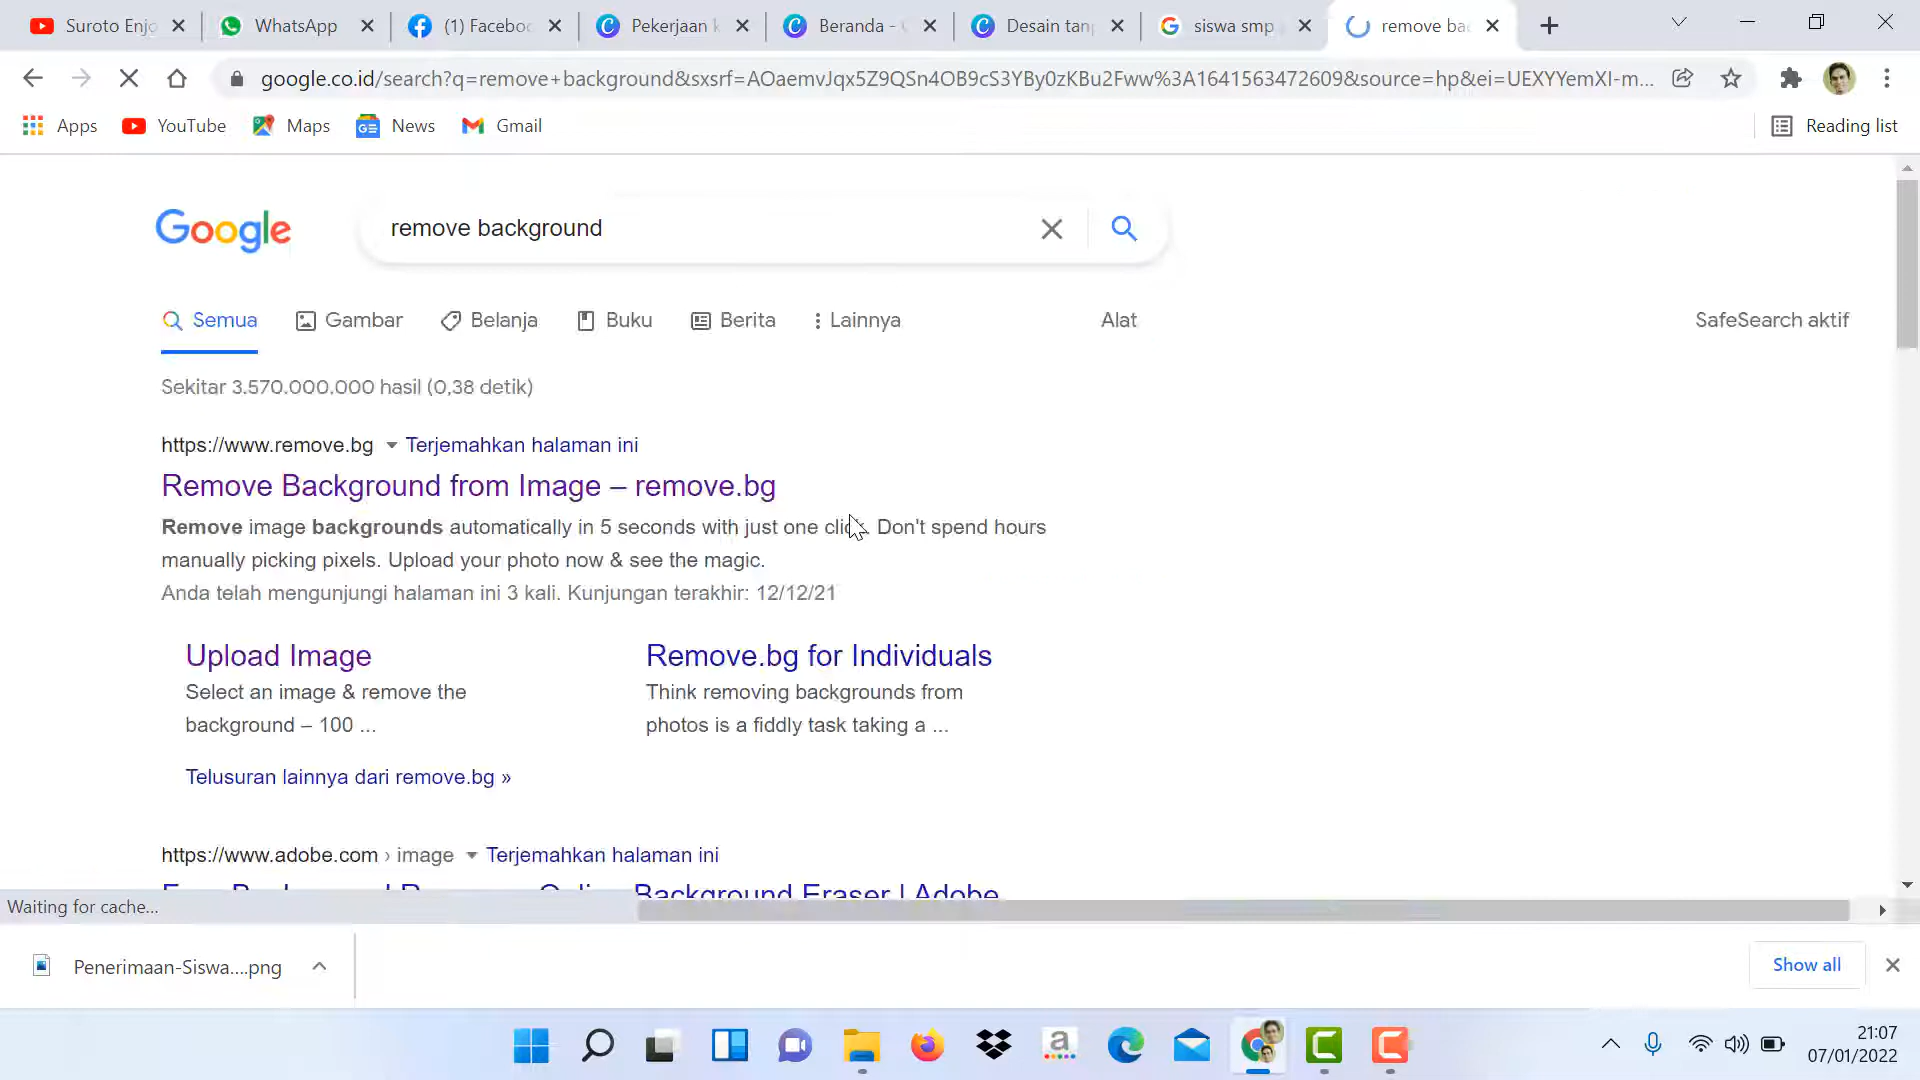 Suroto Enjo
WhatsApp
(1) Faceboo
Pekerjaan k
Beranda -
Desain tam
siswa smp
remove bac
google.co.id/search?q=remove+background&sxsrf=AOaemvJqx5Z9QSn4OB9cS3YBy0zKBu2Fww%3A1641563472609&source=hp&ei=UEXYYemXI-m...
Apps
YouTube
Maps
News
Gmail
Reading list
Google
remove background
Semua
Gambar
Belanja
Buku
Berita
Lainnya
Alat
SafeSearch aktif
Sekitar 3.570.000.000 hasil (0,38 detik)
https://www.remove.bg
Terjemahkan halaman ini
Remove Background from Image – remove.bg
Remove image backgrounds automatically in 5 seconds with just one click. Don't spend hours
manually picking pixels. Upload your photo now & see the magic.
Anda telah mengunjungi halaman ini 3 kali. Kunjungan terakhir: 12/12/21
Upload Image
Select an image & remove the
background – 100 ...
Remove.bg for Individuals
Think removing backgrounds from
photos is a fiddly task taking a ...
Telusuran lainnya dari remove.bg »
https://www.adobe.com › image
Terjemahkan halaman ini
Background Eraser | Adobe
Waiting for cache...
Penerimaan-Siswa....png
Show all
21:07
07/01/2022